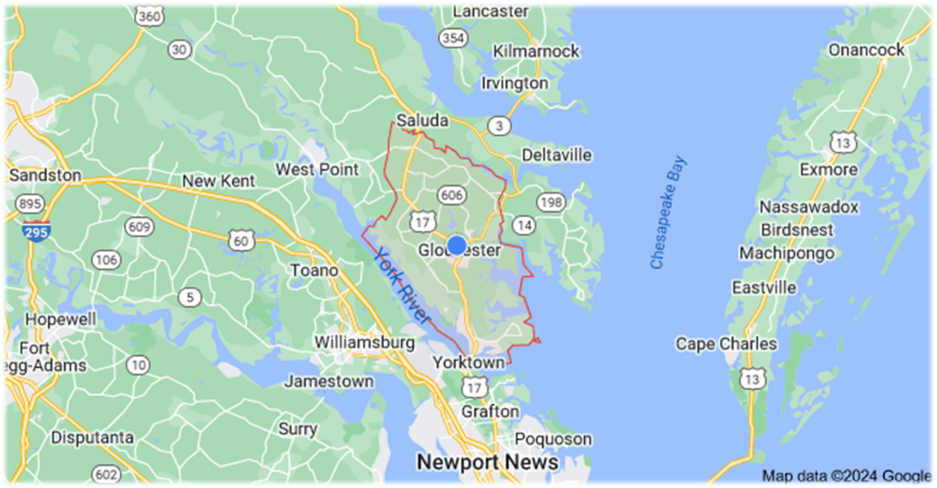 Lancaster
360
354
30
Kilmarnock
Onancock
Irvington
Saluda
3
13
Deltaville
West Point
Exmore
Sandston
New Kent
606
198
895
17
14
Nassawadox
295
609
60
Birdsnest
Gloucester
Chesapeake Bay
Machipongo
106
Toano
York River
Eastville
5
Hopewell
Williamsburg
Cape Charles
Fort
egg-Adams
Yorktown
10
Jamestown
17
13
Grafton
Surry
Disputanta
Poquoson
Newport News
602
Map data ©2024 Google